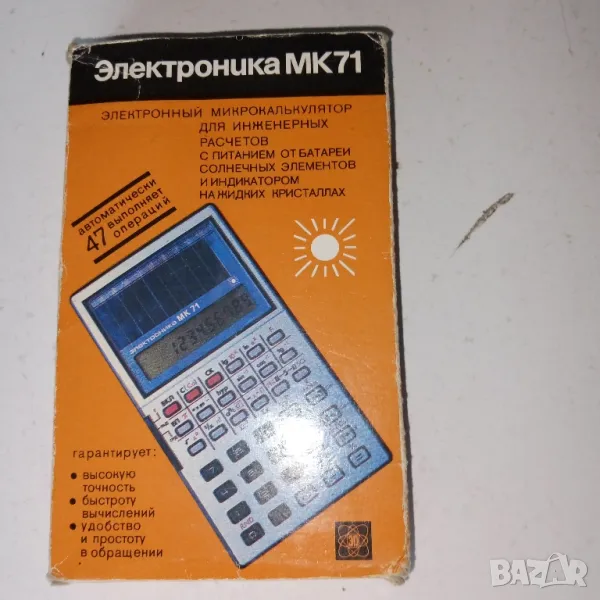 Электроника МК71
ЭЛЕКТРОННЫЙ МИКРОКАЛЬКУЛЯТОР
ДЛЯ ИНЖЕНЕРНЫХ
РАСЧЕТОВ
С ПИТАНИЕМ ОТ БАТАРЕИ
СОЛНЕЧНЫХ ЭЛЕМЕНТОВ
И ИНДИКАТОРОМ
НА ЖИДКИХ КРИСТАЛЛАХ
автоматически
47 выполняет
операций
электроника МК 71
гарантирует:
• высокую
точность
• быстроту
вычислений
• удобство
и простоту
в обращении
BAZAR